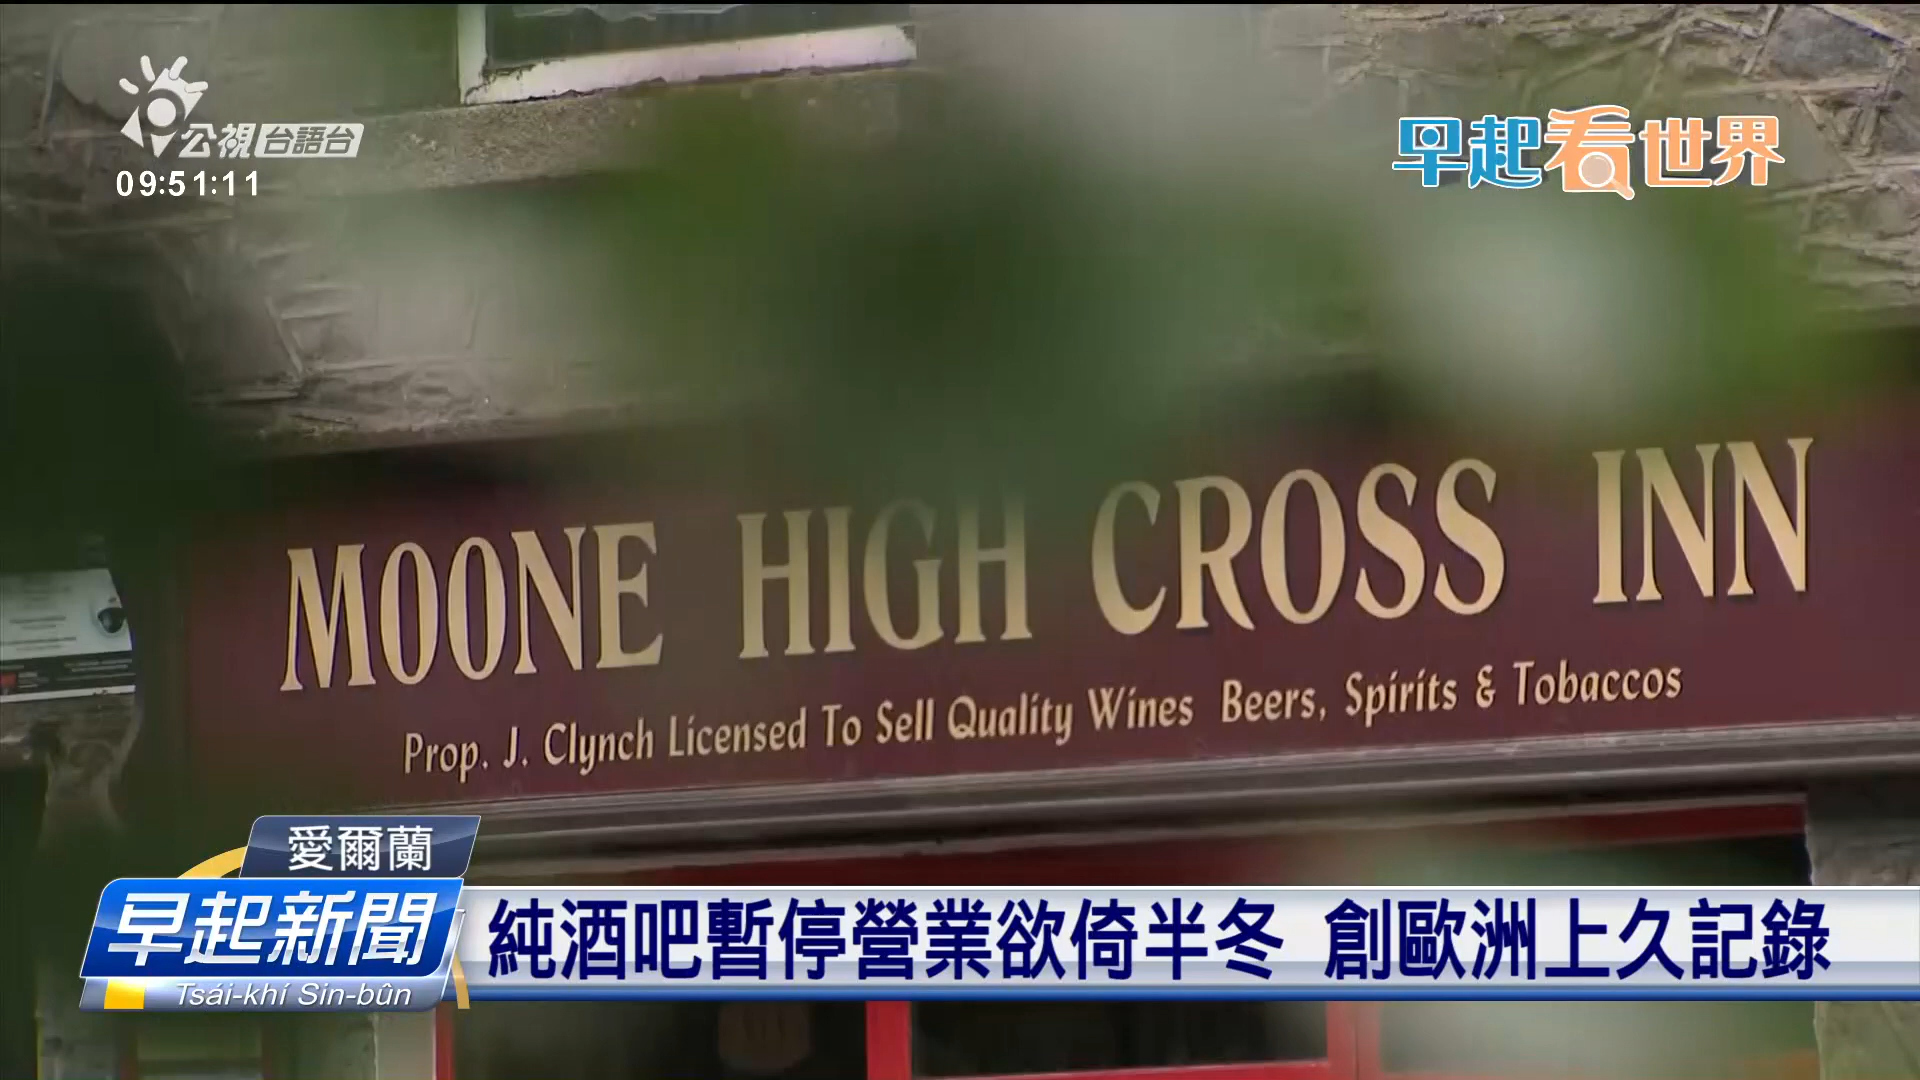 公視台語台
09:51:11
早起看世界
MOONE HIGH CROSS INN
Prop. J. Clynch Licensed To Sell Quality Wines Beers, Spirits & Tobaccos
愛爾蘭
早起新聞
Tsái-khí Sin-bûn
純酒吧暫停營業欲倚半冬 創歐洲上久記錄